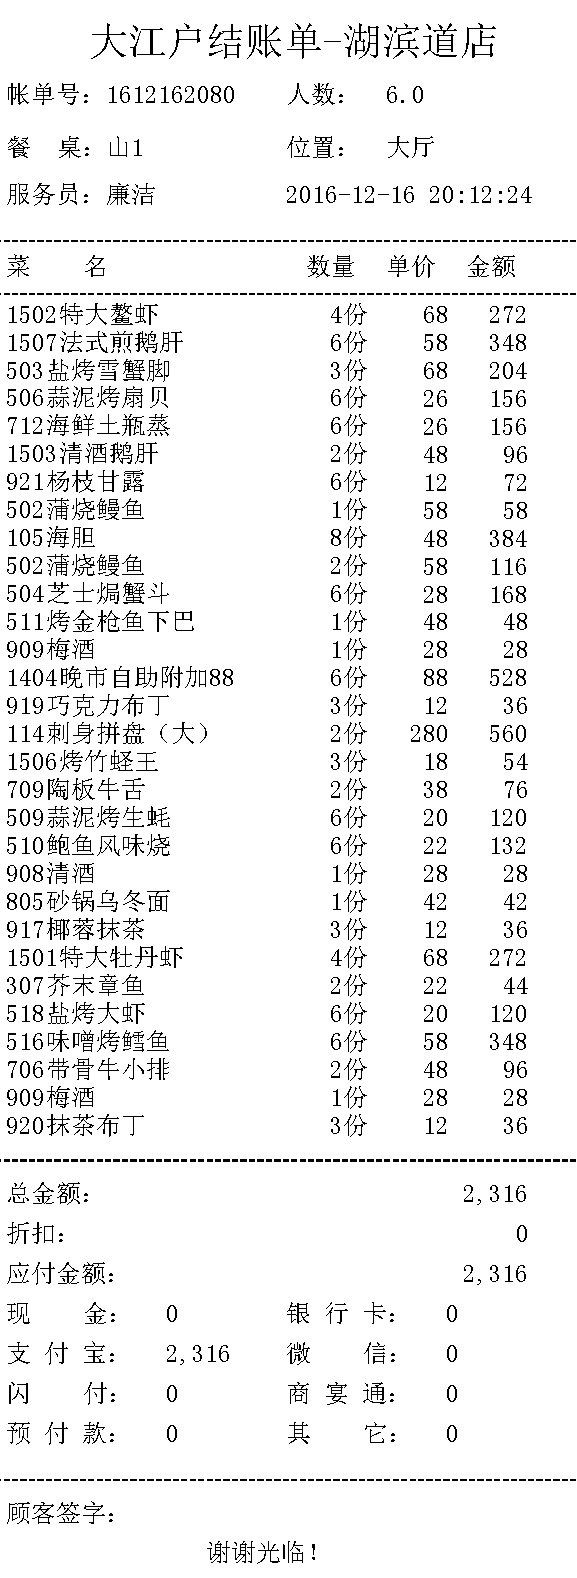 大江户结账单-湖滨道店
帐单号：1612162080 人数： 6.0
餐 桌：山1 位置： 大厅
服务员：廉洁 2016-12-16 20:12:24
菜 名 数量 单价 金额
1502特大鳌虾 4份 68 272
1507法式煎鹅肝 6份 58 348
503盐烤雪蟹脚 3份 68 204
506蒜泥烤扇贝 6份 26 156
712海鲜土瓶蒸 6份 26 156
1503清酒鹅肝 2份 48 96
921杨枝甘露 6份 12 72
502蒲烧鳗鱼 1份 58 58
105海胆 8份 48 384
502蒲烧鳗鱼 2份 58 116
504芝士焗蟹斗 6份 28 168
511烤金枪鱼下巴 1份 48 48
909梅酒 1份 28 28
1404晚市自助附加88 6份 88 528
919巧克力布丁 3份 12 36
114刺身拼盘（大） 2份 280 560
1506烤竹蛏王 3份 18 54
709陶板牛舌 2份 38 76
509蒜泥烤生蚝 6份 20 120
510鲍鱼风味烧 6份 22 132
908清酒 1份 28 28
805砂锅乌冬面 1份 42 42
917椰蓉抹茶 3份 12 36
1501特大牡丹虾 4份 68 272
307芥末章鱼 2份 22 44
518盐烤大虾 6份 20 120
516味噌烤鳕鱼 6份 58 348
706带骨牛小排 2份 48 96
909梅酒 1份 28 28
920抹茶布丁 3份 12 36
总金额： 2,316
折扣： 0
应付金额： 2,316
现 金： 0 银 行 卡： 0
支 付 宝： 2,316 微 信： 0
闪 付： 0 商 宴 通： 0
预 付 款： 0 其 它： 0
顾客签字：
谢谢光临！